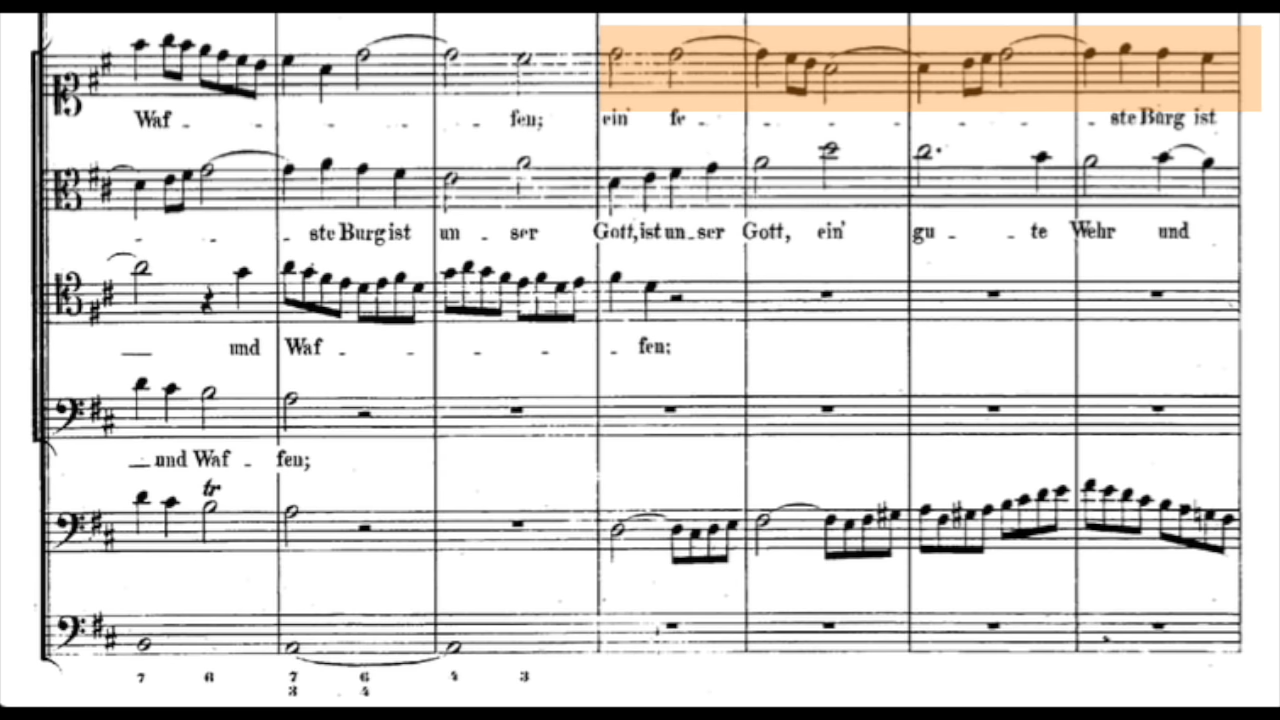 Waf - - - - - fen; ein' fe - - - - - - ste Burg ist
- - - ste Burg ist un - ser Gott, ist un - ser Gott, ein' gu - - te Wehr und
— und Waf - - - - - fen;
— und Waf - fen;
tr
7 6 7 6 4 3
3 4